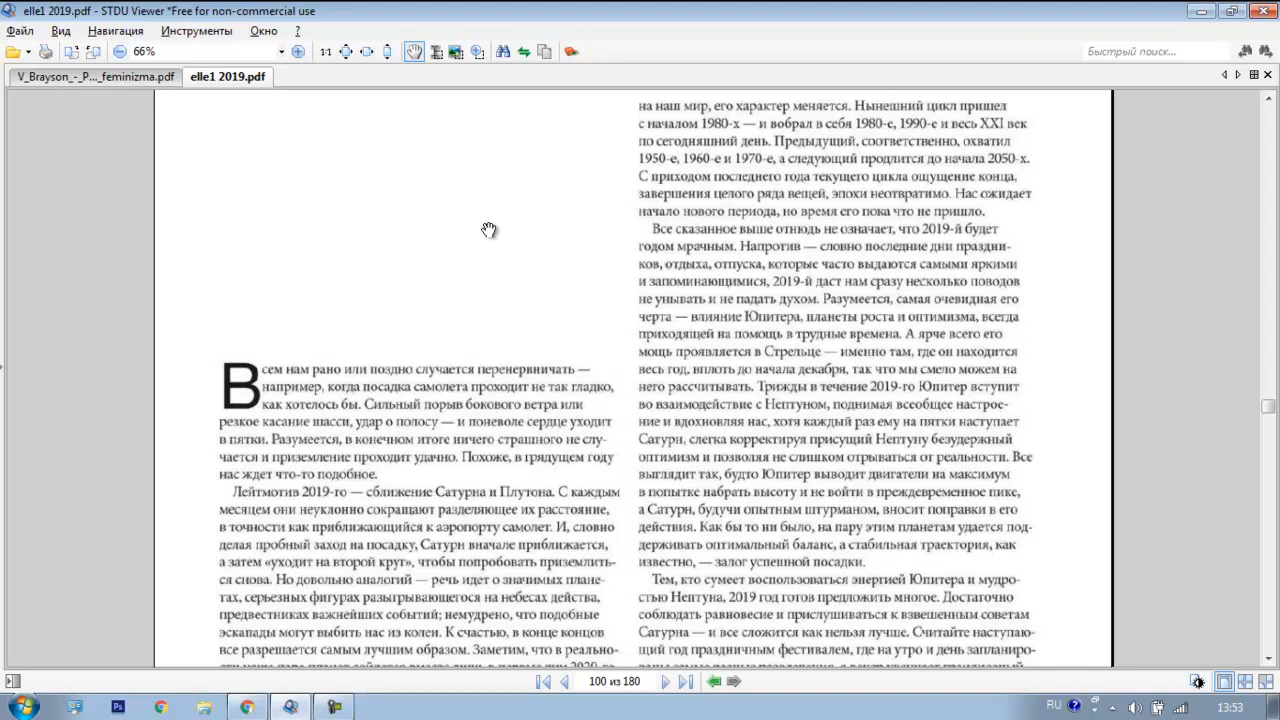 elle1 2019.pdf - STDU Viewer *Free for non-commercial use
Файл Вид Навигация Инструменты Окно ?
66%
1:1
Быстрый поиск...
V_Brayson_-_P..._feminizma.pdf
elle1 2019.pdf
Всем нам рано или поздно случается перенервничать —
например, когда посадка самолета проходит не так гладко,
как хотелось бы. Сильный порыв бокового ветра или
резкое касание шасси, удар о полосу — и поневоле сердце уходит
в пятки. Разумеется, в конечном итоге ничего страшного не слу-
чается и приземление проходит удачно. Похоже, в грядущем году
нас ждет что-то подобное.
Лейтмотив 2019-го — сближение Сатурна и Плутона. С каждым
месяцем они неуклонно сокращают разделяющее их расстояние,
в точности как приближающийся к аэропорту самолет. И, словно
делая пробный заход на посадку, Сатурн вначале приближается,
а затем «уходит на второй круг», чтобы попробовать приземлить-
ся снова. Но довольно аналогий — речь идет о значимых плане-
тах, серьезных фигурах разыгрывающегося на небесах действа,
предвестниках важнейших событий; немудрено, что подобные
эскапады могут выбить нас из колеи. К счастью, в конце концов
все разрешается самым лучшим образом. Заметим, что в реально-
на наш мир, его характер меняется. Нынешний цикл пришел
с началом 1980-х — и вобрал в себя 1980-е, 1990-е и весь XXI век
по сегодняшний день. Предыдущий, соответственно, охватил
1950-е, 1960-е и 1970-е, а следующий продлится до начала 2050-х.
С приходом последнего года текущего цикла ощущение конца,
завершения целого ряда вещей, эпохи неотвратимо. Нас ожидает
начало нового периода, но время его пока что не пришло.
Все сказанное выше отнюдь не означает, что 2019-й будет
годом мрачным. Напротив — словно последние дни праздни-
ков, отдыха, отпуска, которые часто выдаются самыми яркими
и запоминающимися, 2019-й даст нам сразу несколько поводов
не унывать и не падать духом. Разумеется, самая очевидная его
черта — влияние Юпитера, планеты роста и оптимизма, всегда
приходящей на помощь в трудные времена. А ярче всего его
мощь проявляется в Стрельце — именно там, где он находится
весь год, вплоть до начала декабря, так что мы смело можем на
него рассчитывать. Трижды в течение 2019-го Юпитер вступит
во взаимодействие с Нептуном, поднимая всеобщее настрое-
ние и вдохновляя нас, хотя каждый раз ему на пятки наступает
Сатурн, слегка корректируя присущий Нептуну безудержный
оптимизм и позволяя не слишком отрываться от реальности. Все
выглядит так, будто Юпитер выводит двигатели на максимум
в попытке набрать высоту и не войти в преждевременное пике,
а Сатурн, будучи опытным штурманом, вносит поправки в его
действия. Как бы то ни было, на пару этим планетам удается под-
держивать оптимальный баланс, а стабильная траектория, как
известно, — залог успешной посадки.
Тем, кто сумеет воспользоваться энергией Юпитера и мудро-
стью Нептуна, 2019 год готов предложить многое. Достаточно
соблюдать равновесие и прислушиваться к взвешенным советам
Сатурна — и все сложится как нельзя лучше. Считайте наступаю-
щий год праздничным фестивалем, где на утро и день запланиро-
100 из 180
RU
13:53